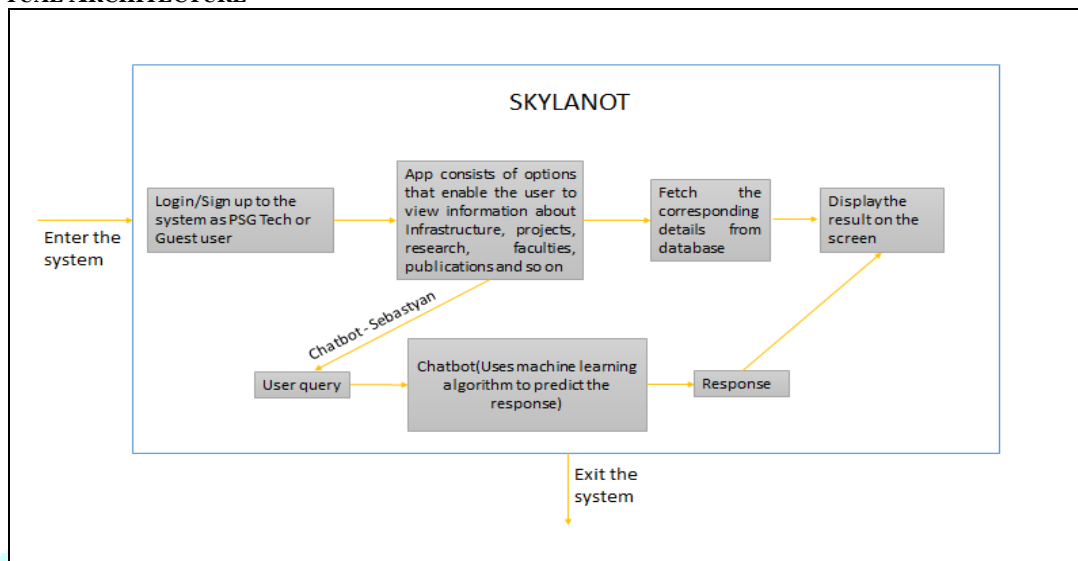 TUAL ARCHITECTURE
SKYLANOT
Login/Sign up to the
system as PSG Tech or
Guest user
App consists of options
that enable the user to
view information about
Infrastructure, projects,
research, faculties,
publications and so on
Fetch the
corresponding
details from
database
Display the
result on the
screen
Enter the
system
Chatbot - Sebastyan
User query
Chatbot(Uses machine learning
algorithm to predict the
response)
Response
Exit the
system